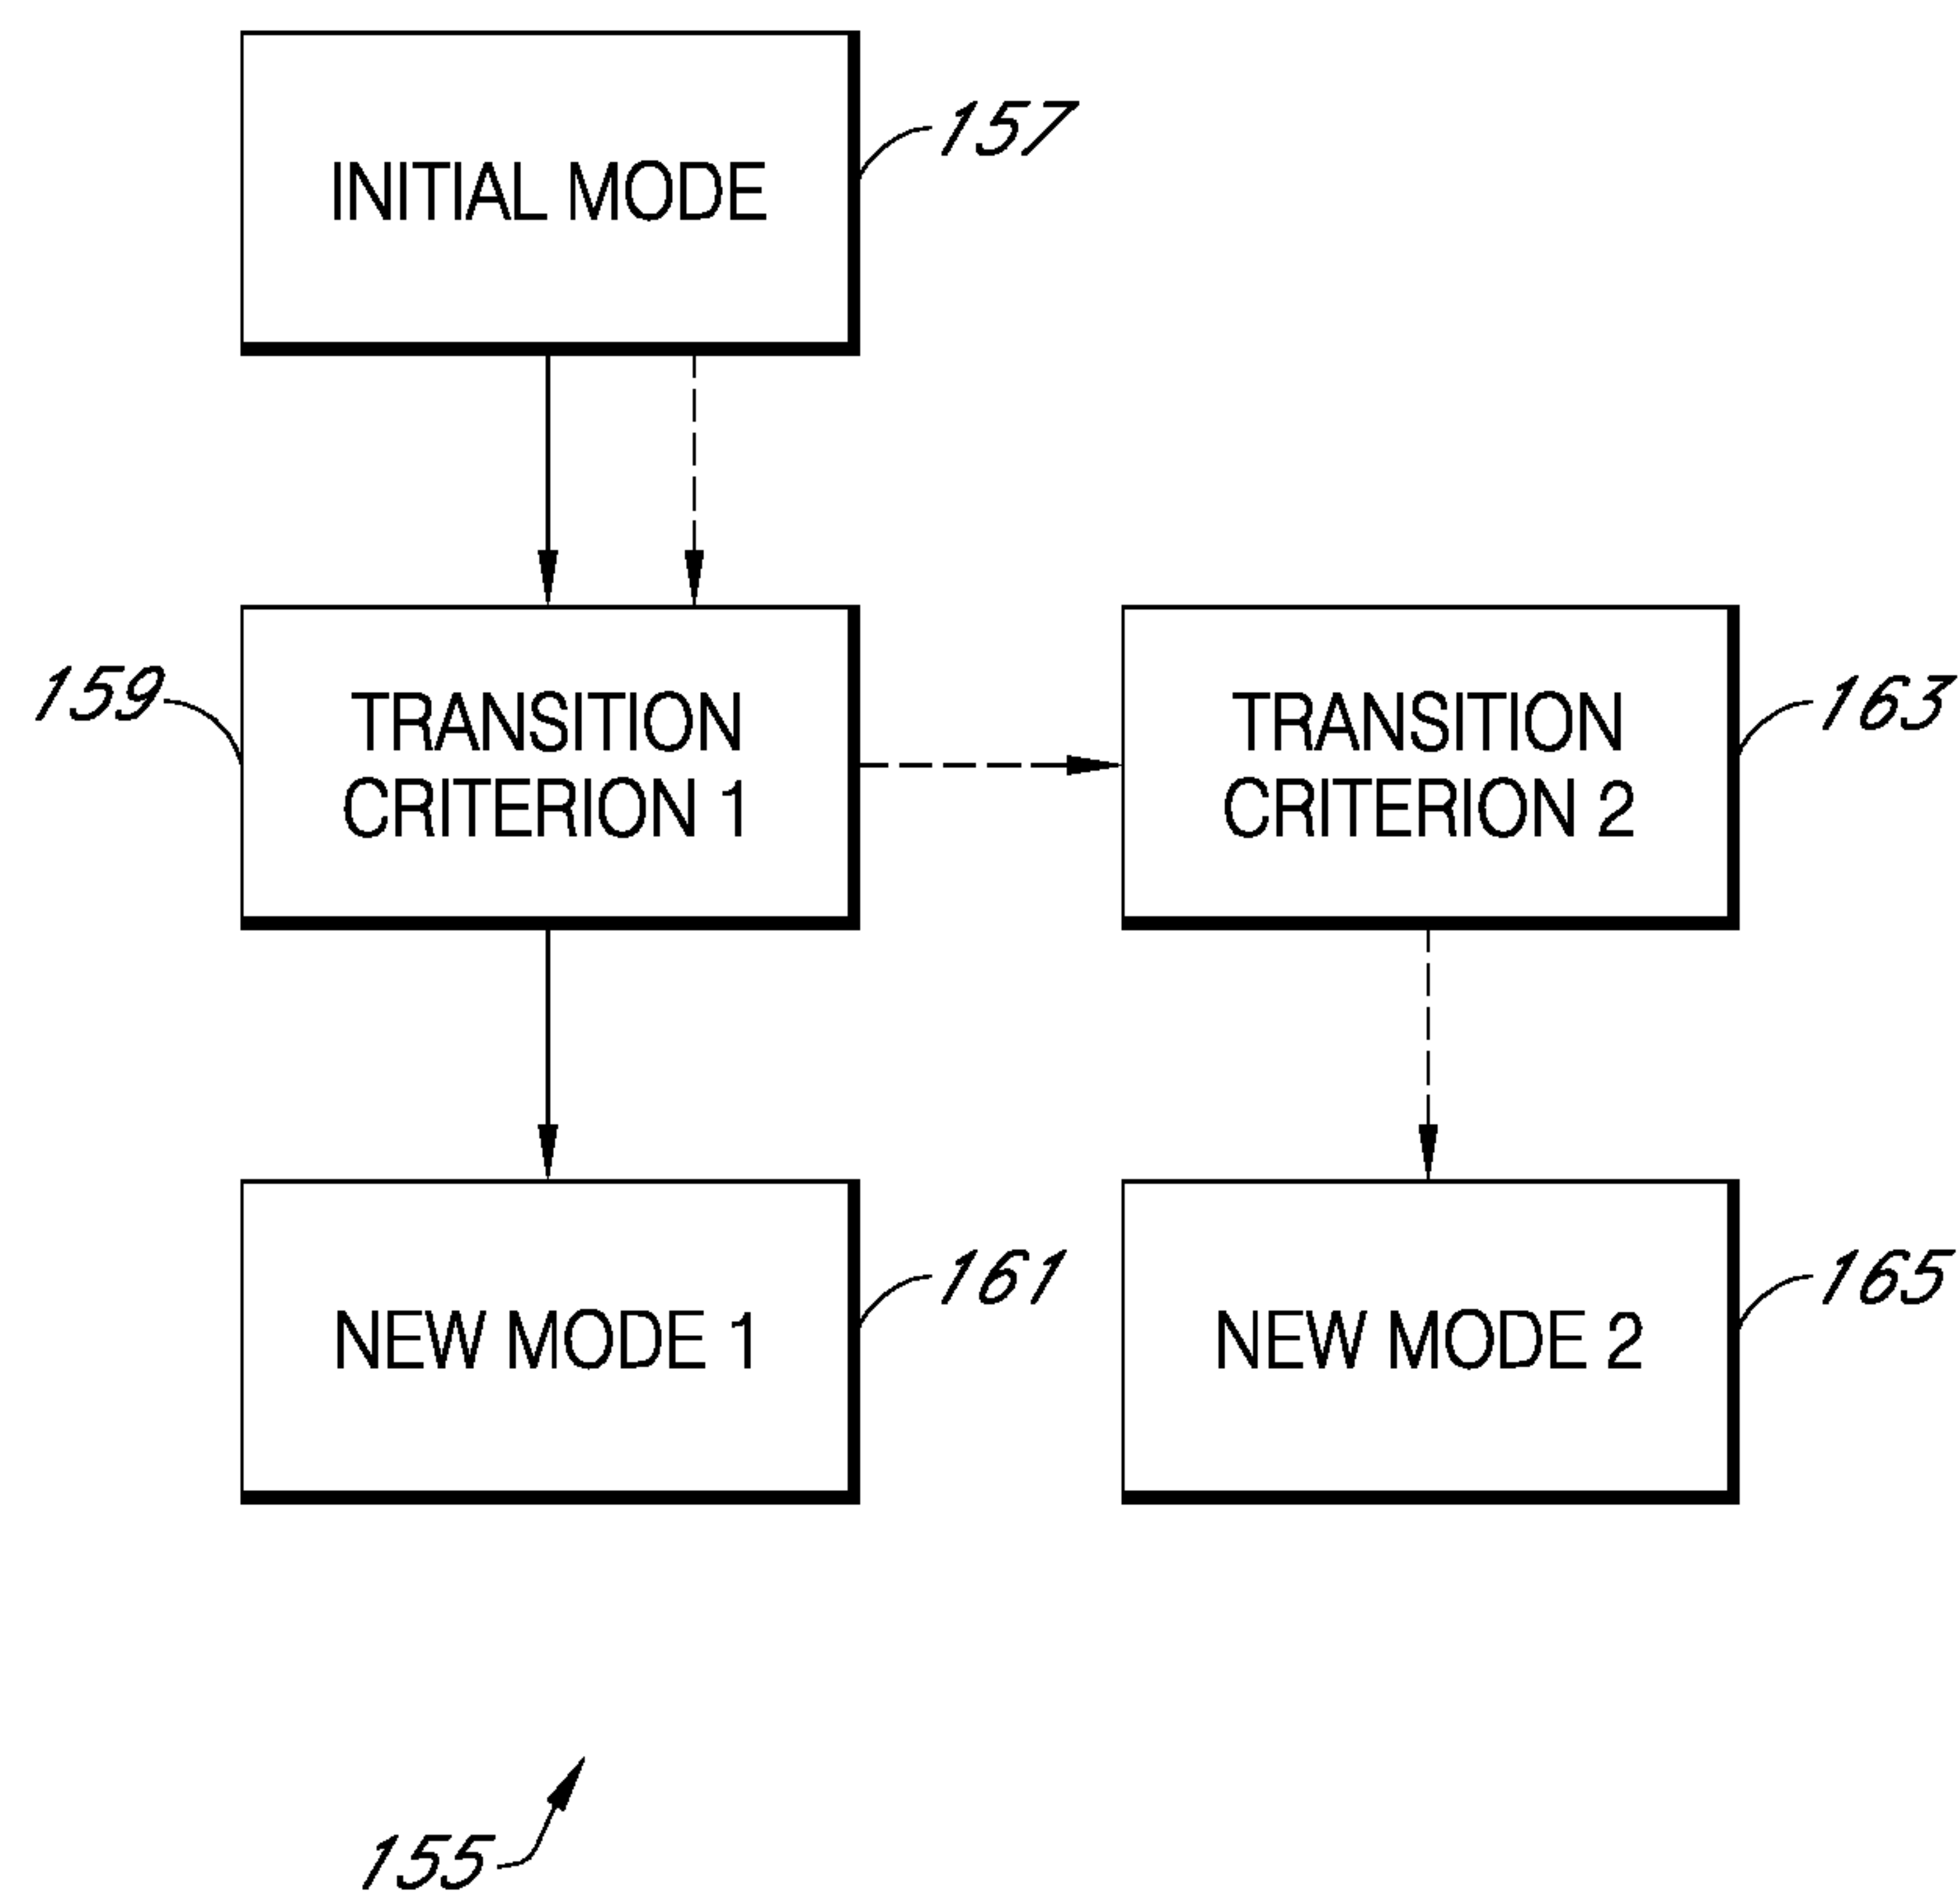 INITIAL MODE
157
159
TRANSITION
CRITERION 1
TRANSITION
CRITERION 2
163
NEW MODE 1
161
NEW MODE 2
165
155